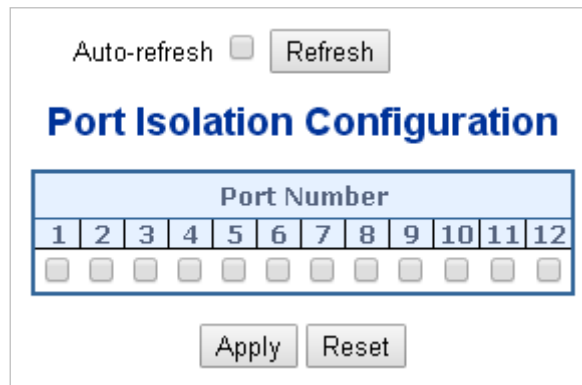 Auto-refresh Refresh
Port Isolation Configuration
Port Number
1 2 3 4 5 6 7 8 9 10 11 12
Apply Reset